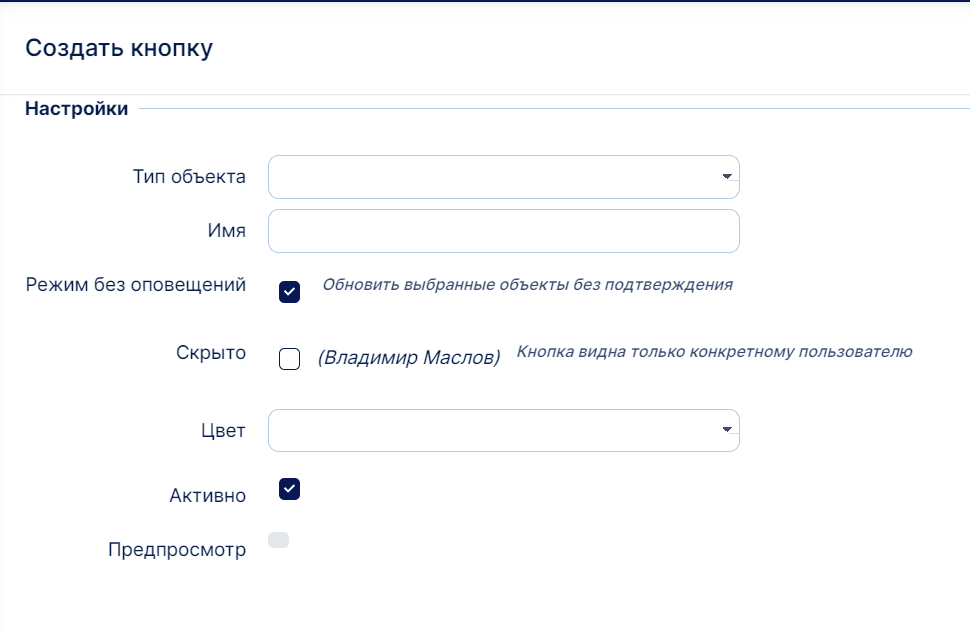 Создать кнопку
Настройки
Тип объекта
Имя
Режим без оповещений Обновить выбранные объекты без подтверждения
Скрыто (Владимир Маслов) Кнопка видна только конкретному пользователю
Цвет
Активно
Предпросмотр